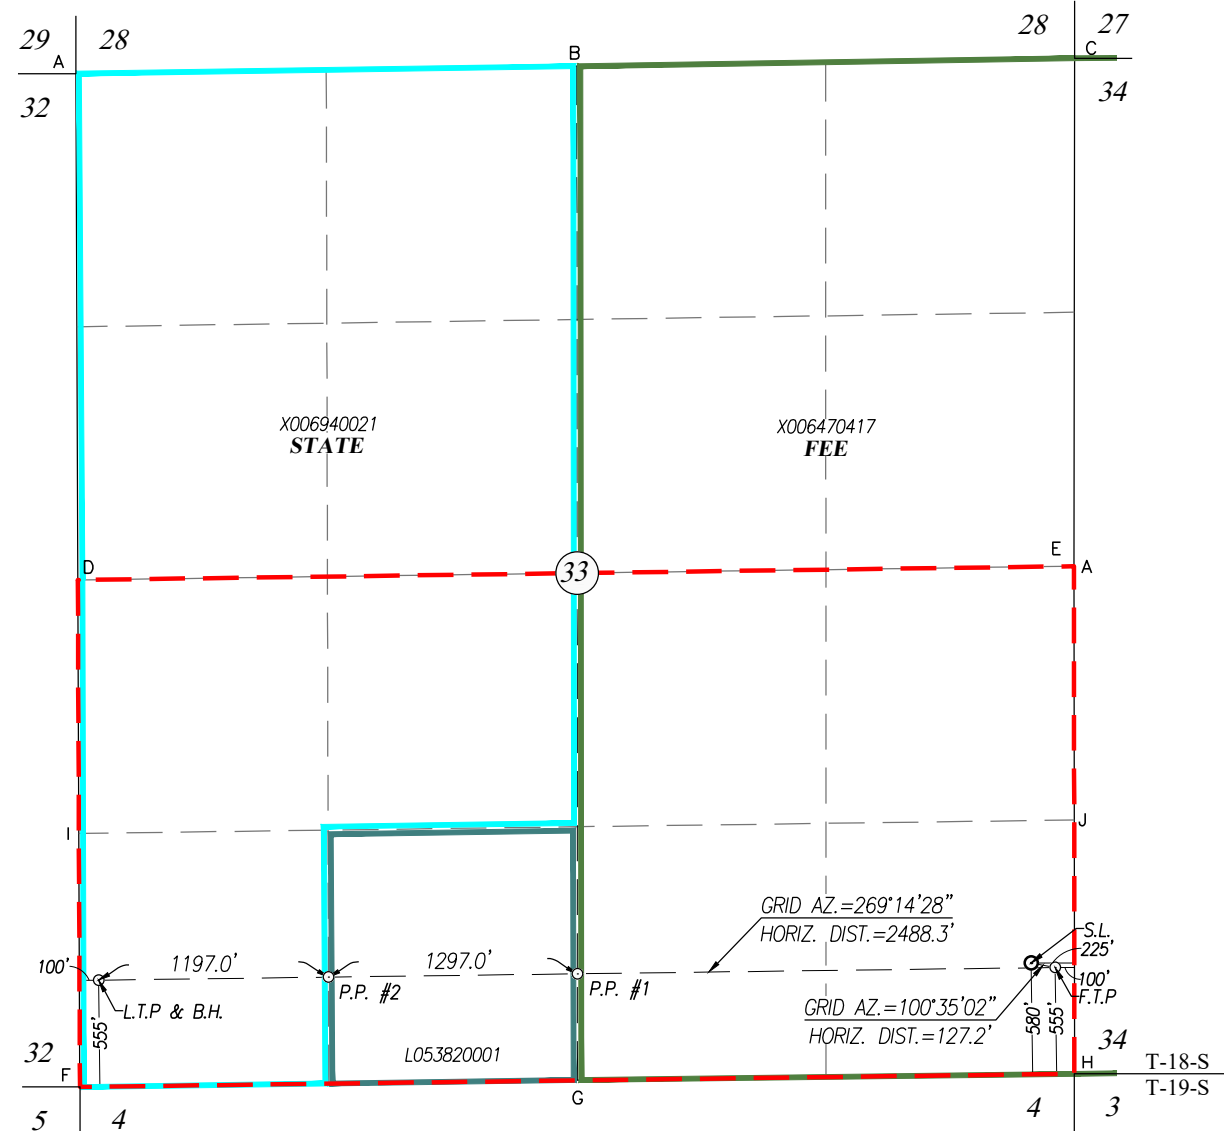 29
28
28
27
A
B
C
32
34
X006940021
STATE
X006470417
FEE
D
33
E
A
I
J
GRID AZ.=269°14'28"
HORIZ. DIST.=2488.3'
S.L.
225'
100'
1197.0'
1297.0'
100'
P.P. #2
P.P. #1
F.T.P
L.T.P & B.H.
GRID AZ.=100°35'02"
HORIZ. DIST.=127.2'
555'
580'
555'
L053820001
32
34
F
G
H
T-18-S
T-19-S
5
4
4
3